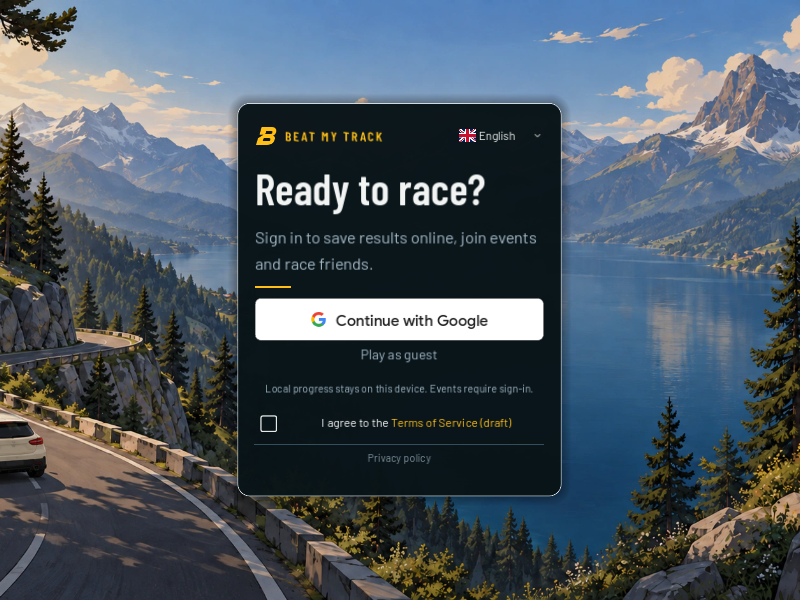 BEAT MY TRACK
English
Ready to race?
Sign in to save results online, join events
and race friends.
Continue with Google
Play as guest
Local progress stays on this device. Events require sign-in.
I agree to the Terms of Service (draft)
Privacy policy